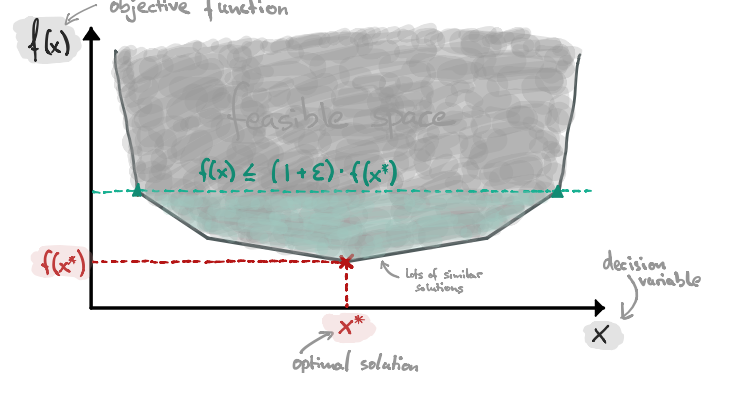 objective function
f(x)
feasible space
f(x) ≤ (1+ε)·f(x*)
f(x*)
lots of similar
solutions
decision
variable
x*
x
optimal solution